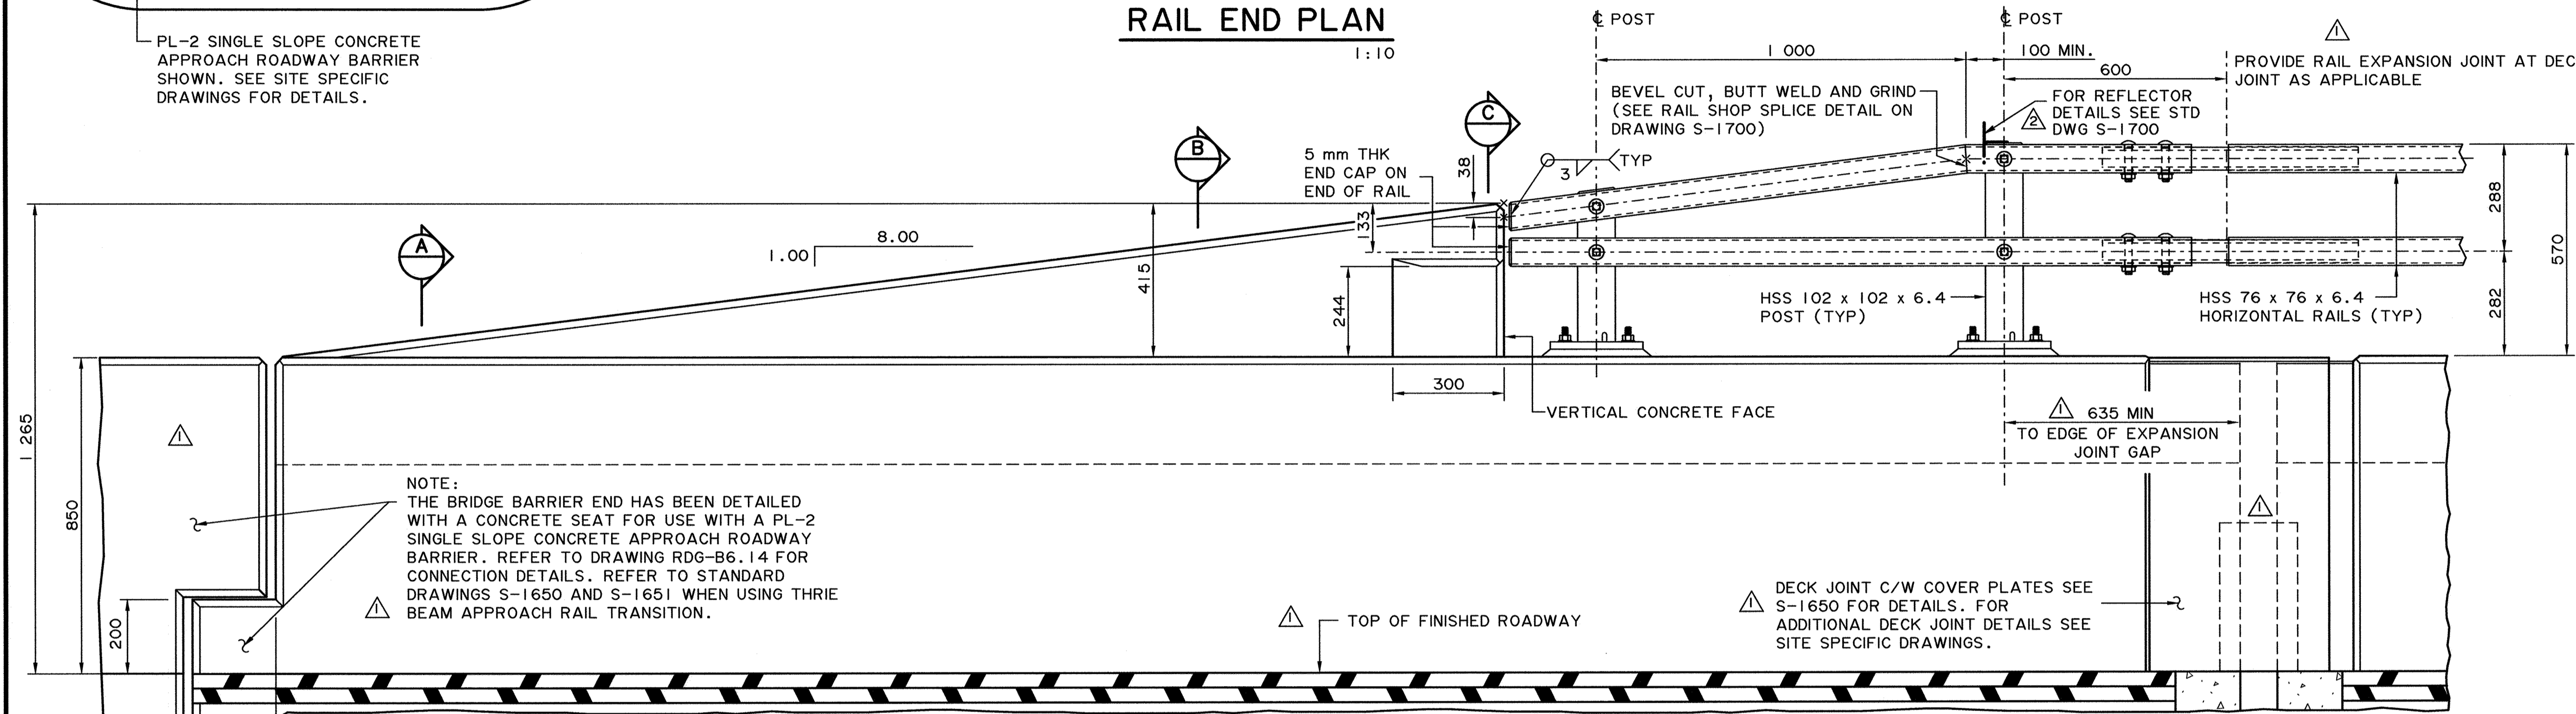 RAIL END PLAN
1:10
PL-2 SINGLE SLOPE CONCRETE
APPROACH ROADWAY BARRIER
SHOWN. SEE SITE SPECIFIC
DRAWINGS FOR DETAILS.
℄ POST
℄ POST
1 000
100 MIN.
600
1
PROVIDE RAIL EXPANSION JOINT AT DEC
JOINT AS APPLICABLE
BEVEL CUT, BUTT WELD AND GRIND
(SEE RAIL SHOP SPLICE DETAIL ON
DRAWING S-1700)
FOR REFLECTOR
DETAILS SEE STD
2 DWG S-1700
A
B
C
5 mm THK
END CAP ON
END OF RAIL
38
3
TYP
133
415
244
300
1.00
8.00
288
282
570
HSS 102 x 102 x 6.4
POST (TYP)
HSS 76 x 76 x 6.4
HORIZONTAL RAILS (TYP)
VERTICAL CONCRETE FACE
1 635 MIN
TO EDGE OF EXPANSION
JOINT GAP
1 265
850
200
1
NOTE:
THE BRIDGE BARRIER END HAS BEEN DETAILED
WITH A CONCRETE SEAT FOR USE WITH A PL-2
SINGLE SLOPE CONCRETE APPROACH ROADWAY
BARRIER. REFER TO DRAWING RDG-B6.14 FOR
CONNECTION DETAILS. REFER TO STANDARD
DRAWINGS S-1650 AND S-1651 WHEN USING THRIE
1 BEAM APPROACH RAIL TRANSITION.
1 TOP OF FINISHED ROADWAY
1
DECK JOINT C/W COVER PLATES SEE
1 S-1650 FOR DETAILS. FOR
ADDITIONAL DECK JOINT DETAILS SEE
SITE SPECIFIC DRAWINGS.